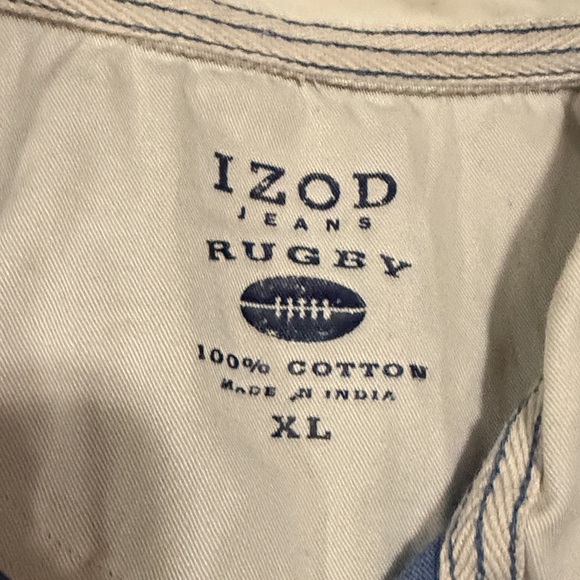 IZOD
JEANS
RUGBY
100% COTTON
MADE IN INDIA
XL